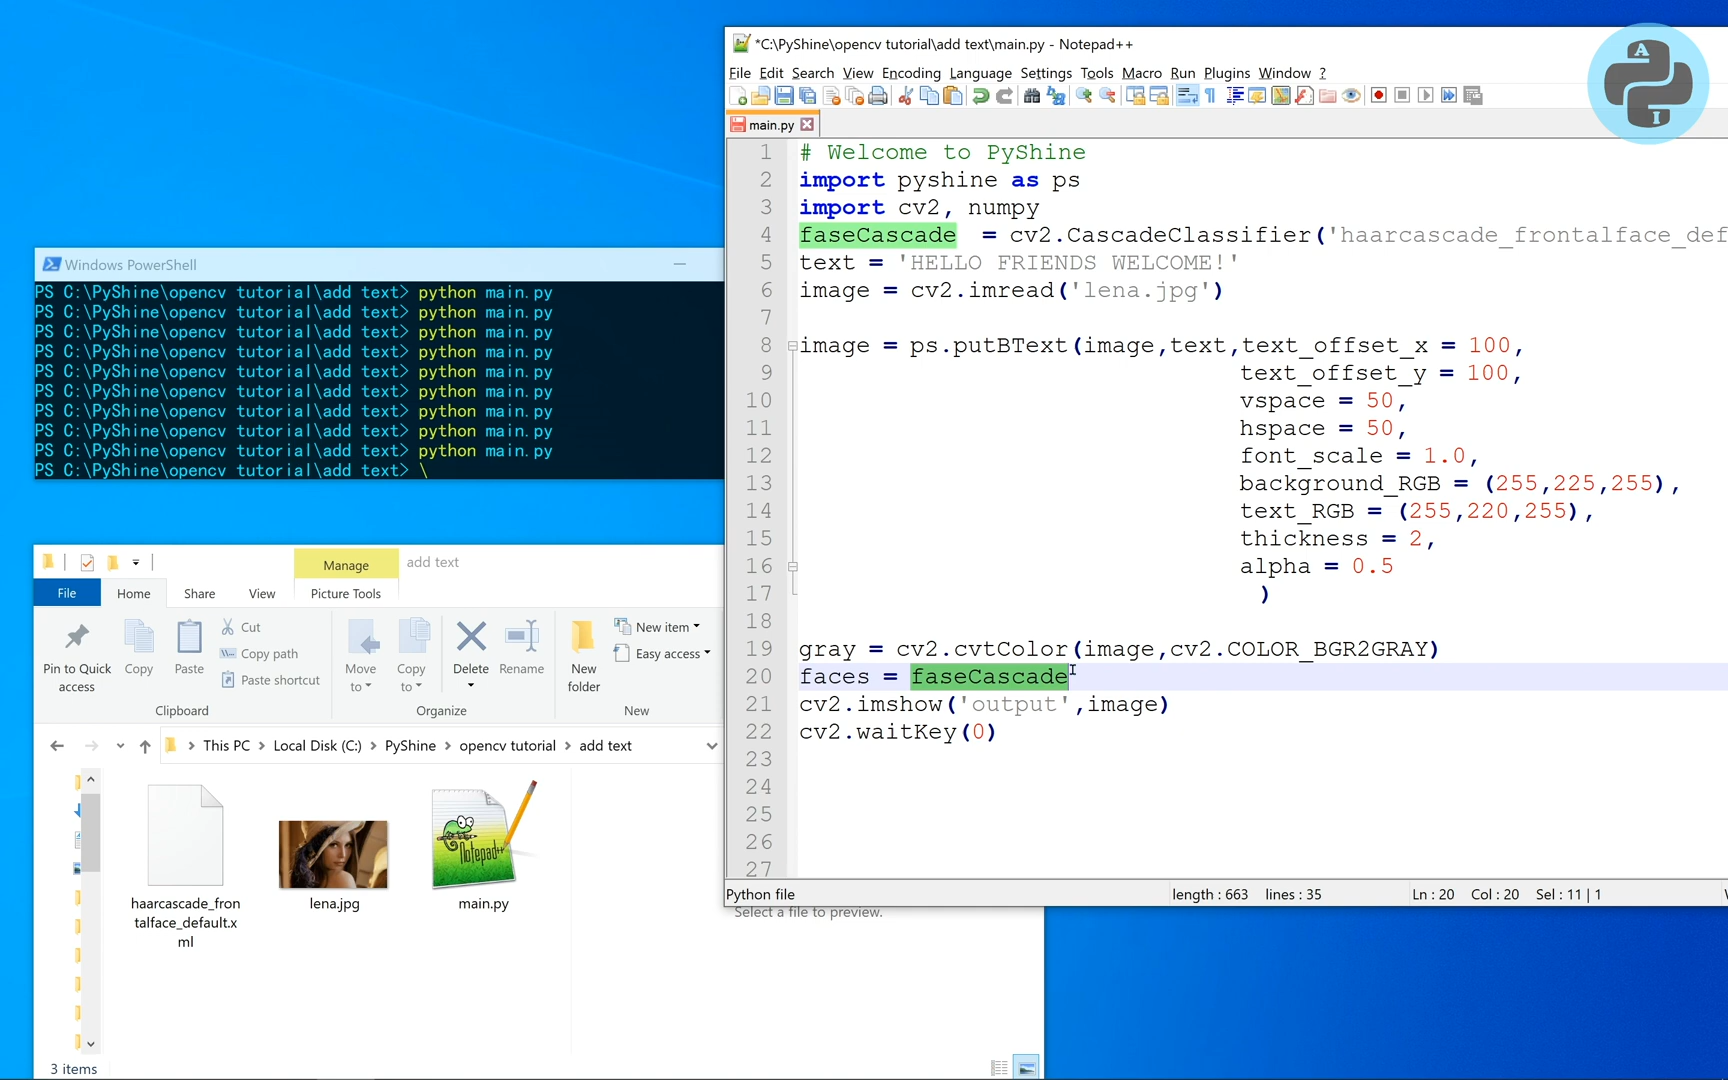 *C:\PyShine\opencv tutorial\add text\main.py - Notepad++
File Edit Search View Encoding Language Settings Tools Macro Run Plugins Window ?
main.py
1 # Welcome to PyShine
2 import pyshine as ps
3 import cv2, numpy
4 faseCascade = cv2.CascadeClassifier('haarcascade_frontalface_def
5 text = 'HELLO FRIENDS WELCOME!'
6 image = cv2.imread('lena.jpg')
7
8 image = ps.putBText(image,text,text_offset_x = 100,
9 text_offset_y = 100,
10 vspace = 50,
11 hspace = 50,
12 font_scale = 1.0,
13 background_RGB = (255,225,255),
14 text_RGB = (255,220,255),
15 thickness = 2,
16 alpha = 0.5
17 )
18
19 gray = cv2.cvtColor(image,cv2.COLOR_BGR2GRAY)
20 faces = faseCascade
21 cv2.imshow('output',image)
22 cv2.waitKey(0)
23
24
25
26
27
Python file length : 663 lines : 35 Ln : 20 Col : 20 Sel : 11 | 1
A
I
Windows PowerShell
PS C:\PyShine\opencv tutorial\add text> python main.py
PS C:\PyShine\opencv tutorial\add text> python main.py
PS C:\PyShine\opencv tutorial\add text> python main.py
PS C:\PyShine\opencv tutorial\add text> python main.py
PS C:\PyShine\opencv tutorial\add text> python main.py
PS C:\PyShine\opencv tutorial\add text> python main.py
PS C:\PyShine\opencv tutorial\add text> python main.py
PS C:\PyShine\opencv tutorial\add text> python main.py
PS C:\PyShine\opencv tutorial\add text> python main.py
PS C:\PyShine\opencv tutorial\add text> \
Manage add text
File Home Share View Picture Tools
Pin to Quick access
Copy
Paste
Cut
Copy path
Paste shortcut
Clipboard
Move to
Copy to
Delete
Rename
Organize
New folder
New item
Easy access
New
This PC > Local Disk (C:) > PyShine > opencv tutorial > add text
haarcascade_fron
talface_default.x
ml
lena.jpg
Notepad++
main.py
Select a file to preview.
3 items